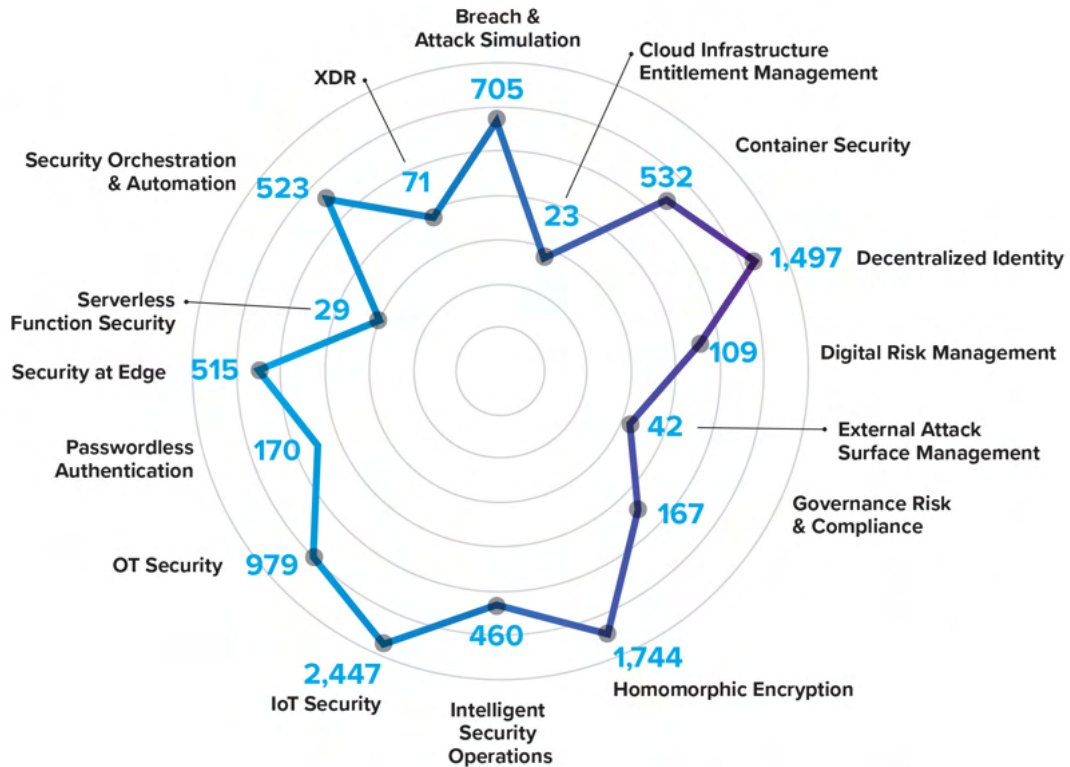 Breach &
Attack Simulation
705
Cloud Infrastructure
Entitlement Management
23
Container Security
532
1,497
Decentralized Identity
109
Digital Risk Management
42
External Attack
Surface Management
167
Governance Risk
& Compliance
1,744
Homomorphic Encryption
460
Intelligent
Security
Operations
2,447
IoT Security
979
OT Security
170
Passwordless
Authentication
515
Security at Edge
29
Serverless
Function Security
523
Security Orchestration
& Automation
71
XDR